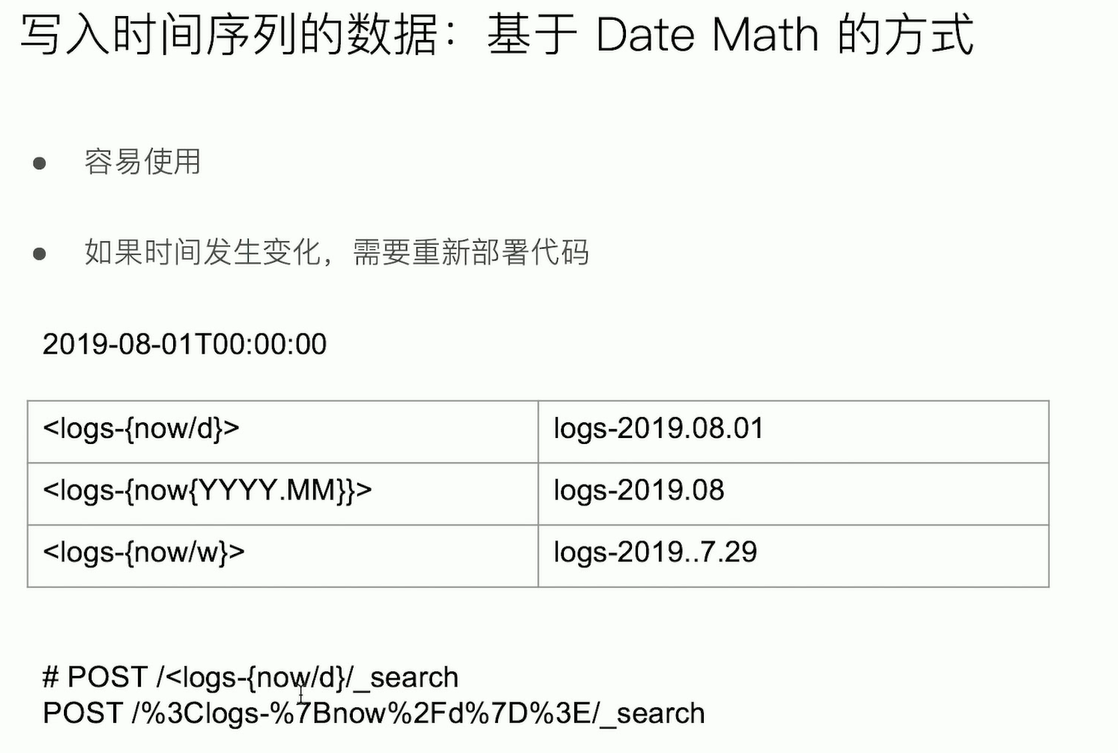 写入时间序列的数据：基于 Date Math 的方式
● 容易使用
● 如果时间发生变化，需要重新部署代码
2019-08-01T00:00:00
<logs-{now/d}> logs-2019.08.01
<logs-{now{YYYY.MM}}> logs-2019.08
<logs-{now/w}> logs-2019..7.29
# POST /<logs-{now/d}/_search
POST /%3Clogs-%7Bnow%2Fd%7D%3E/_search